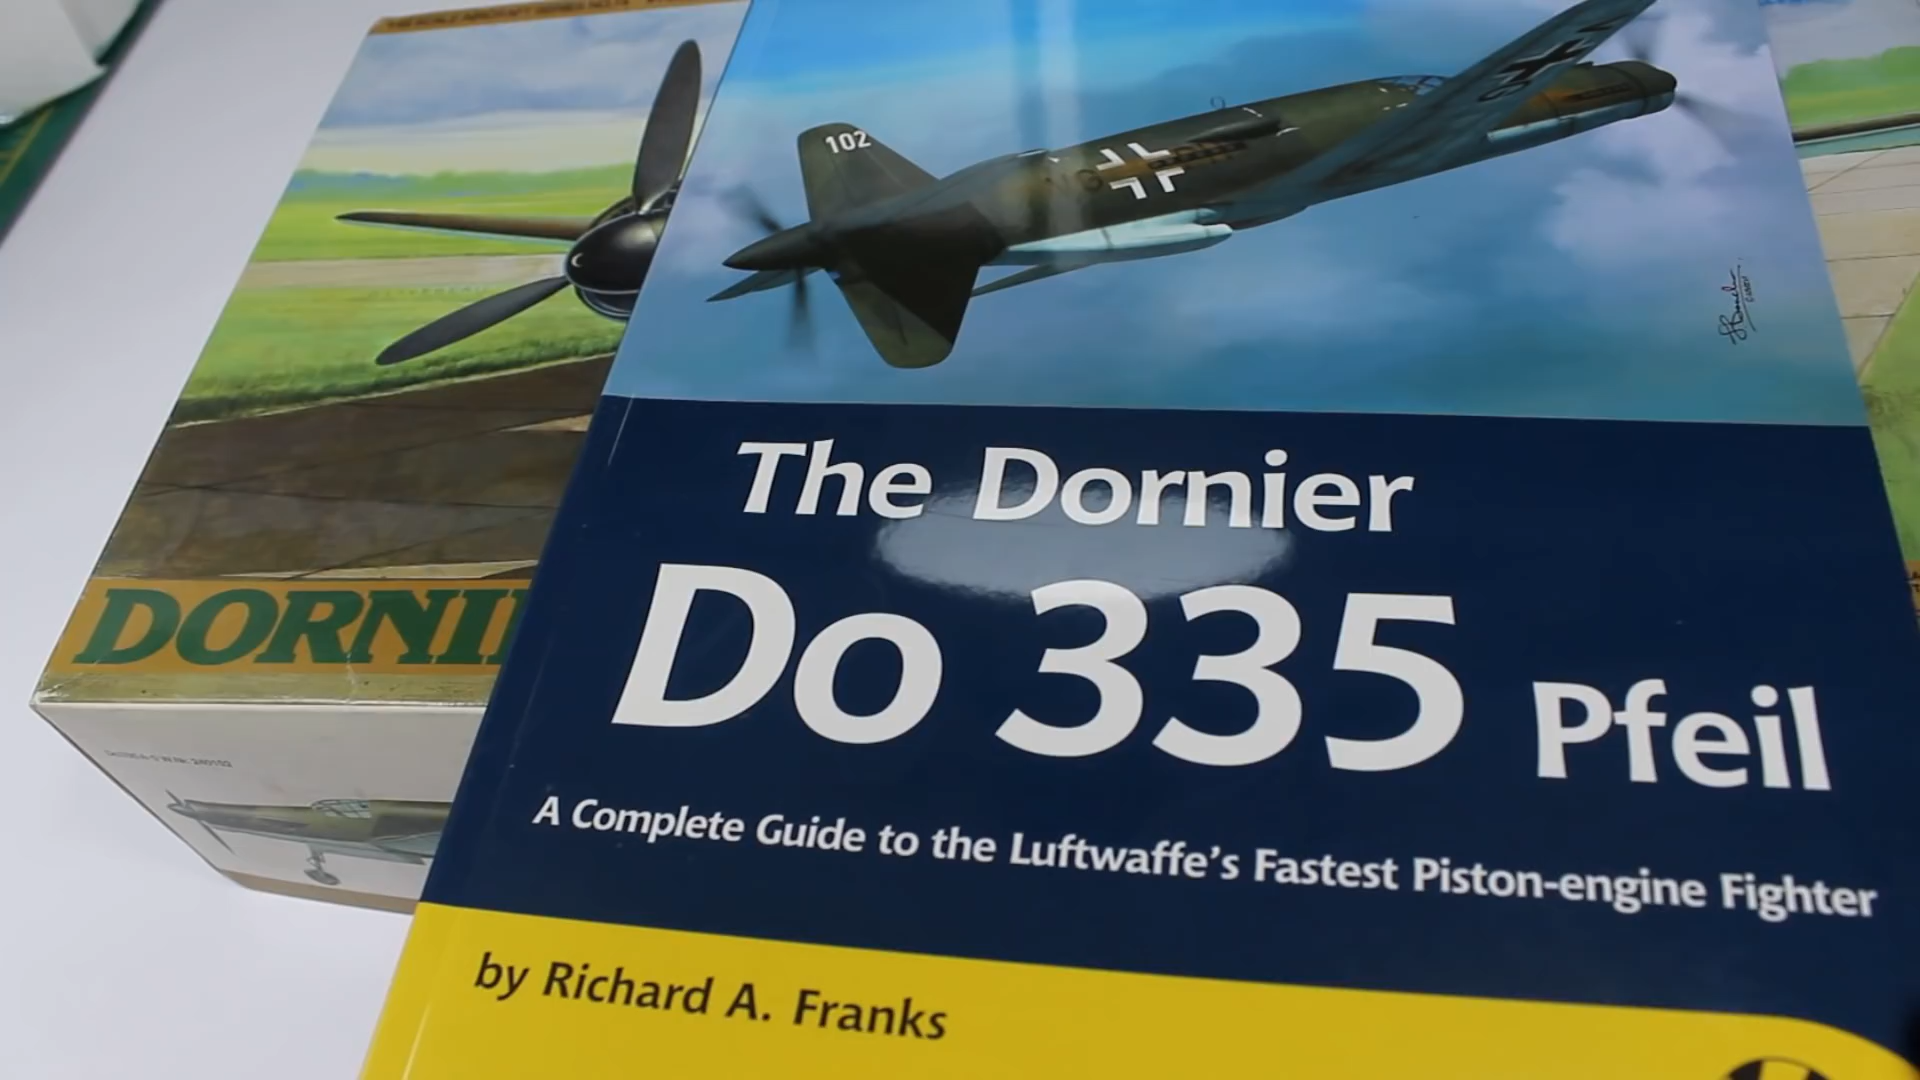 102
The Dornier
Do 335 Pfeil
A Complete Guide to the Luftwaffe's Fastest Piston-engine Fighter
by Richard A. Franks
DORNI